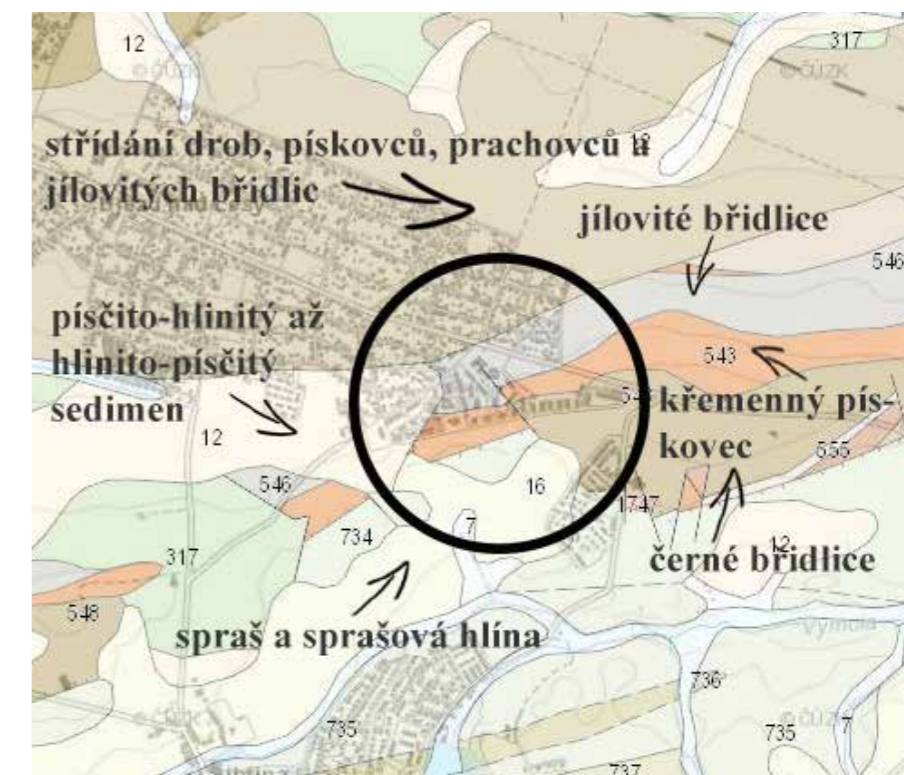 12
317
© ČÚZK
© ČÚZK
střídání drob, pískovců, prachovců a
jílovitých břidlic
jílovité břidlice
546
písčito-hlinitý až
hlinito-písčitý
sedimen
543
křemenný pís-
kovec
12
555
546
16
1747
7
734
12
317
černé břidlice
548
spraš a sprašová hlína
Výmola
736
735
735
7
737